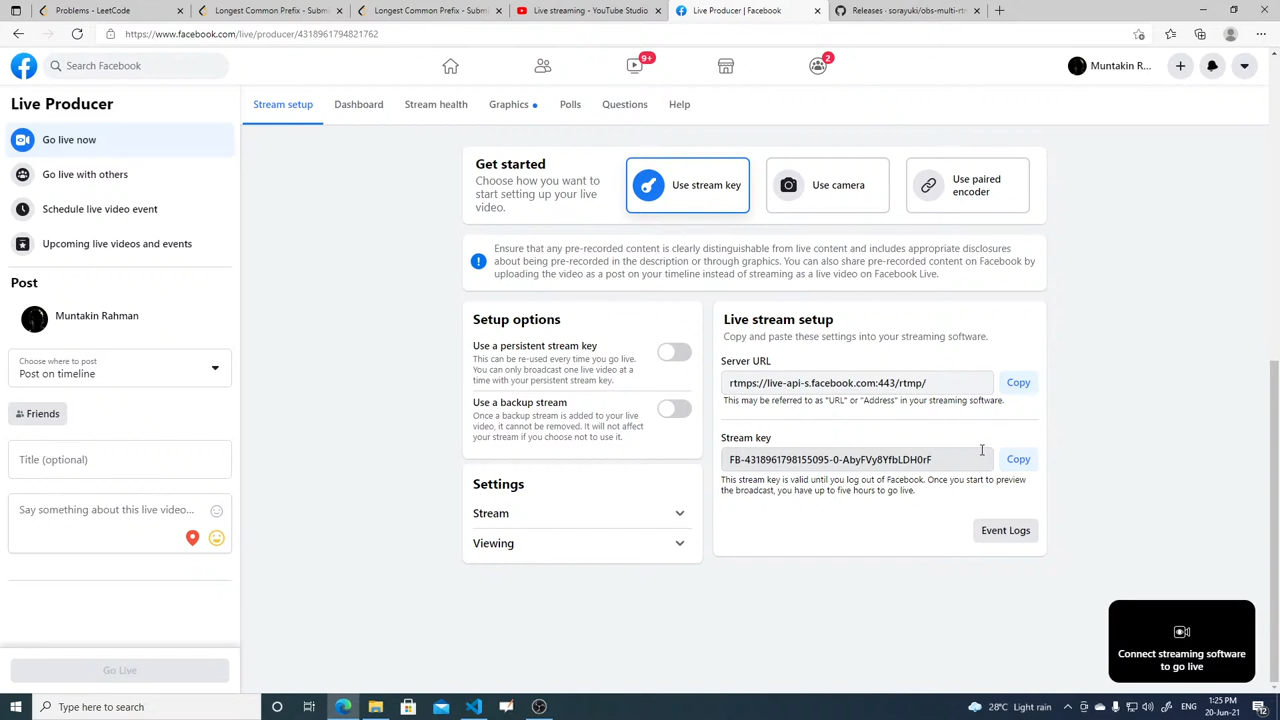 Problems - LeetCode
Longest Common Prefix - Submi
Longest Common Prefix - Submi
Live streaming - YouTube Studio
Live Producer | Facebook
Releases · sorayuki/obs-multi-rtm
https://www.facebook.com/live/producer/4318961794821762
Search Facebook
9+
2
Muntakin R...
Live Producer
Go live now
Go live with others
Schedule live video event
Upcoming live videos and events
Post
Muntakin Rahman
Choose where to post
Post on timeline
Friends
Title (optional)
Say something about this live video...
Go Live
Stream setup
Dashboard
Stream health
Graphics
Polls
Questions
Help
Get started
Choose how you want to
start setting up your live
video.
Use stream key
Use camera
Use paired
encoder
Ensure that any pre-recorded content is clearly distinguishable from live content and includes appropriate disclosures
about being pre-recorded in the description or through graphics. You can also share pre-recorded content on Facebook by
uploading the video as a post on your timeline instead of streaming as a live video on Facebook Live.
Setup options
Use a persistent stream key
This can be re-used every time you go live.
You can only broadcast one live video at a
time with your persistent stream key.
Use a backup stream
Once a backup stream is added to your live
video, it cannot be removed. It will not affect
your stream if you choose not to use it.
Settings
Stream
Viewing
Live stream setup
Copy and paste these settings into your streaming software.
Server URL
rtmps://live-api-s.facebook.com:443/rtmp/
Copy
This may be referred to as "URL" or "Address" in your streaming software.
Stream key
FB-4318961798155095-0-AbyFVy8YfbLDH0rF
Copy
This stream key is valid until you log out of Facebook. Once you start to preview
the broadcast, you have up to five hours to go live.
Event Logs
Connect streaming software
to go live
Type here to search
28°C Light rain
ENG
1:25 PM
20-Jun-21
12